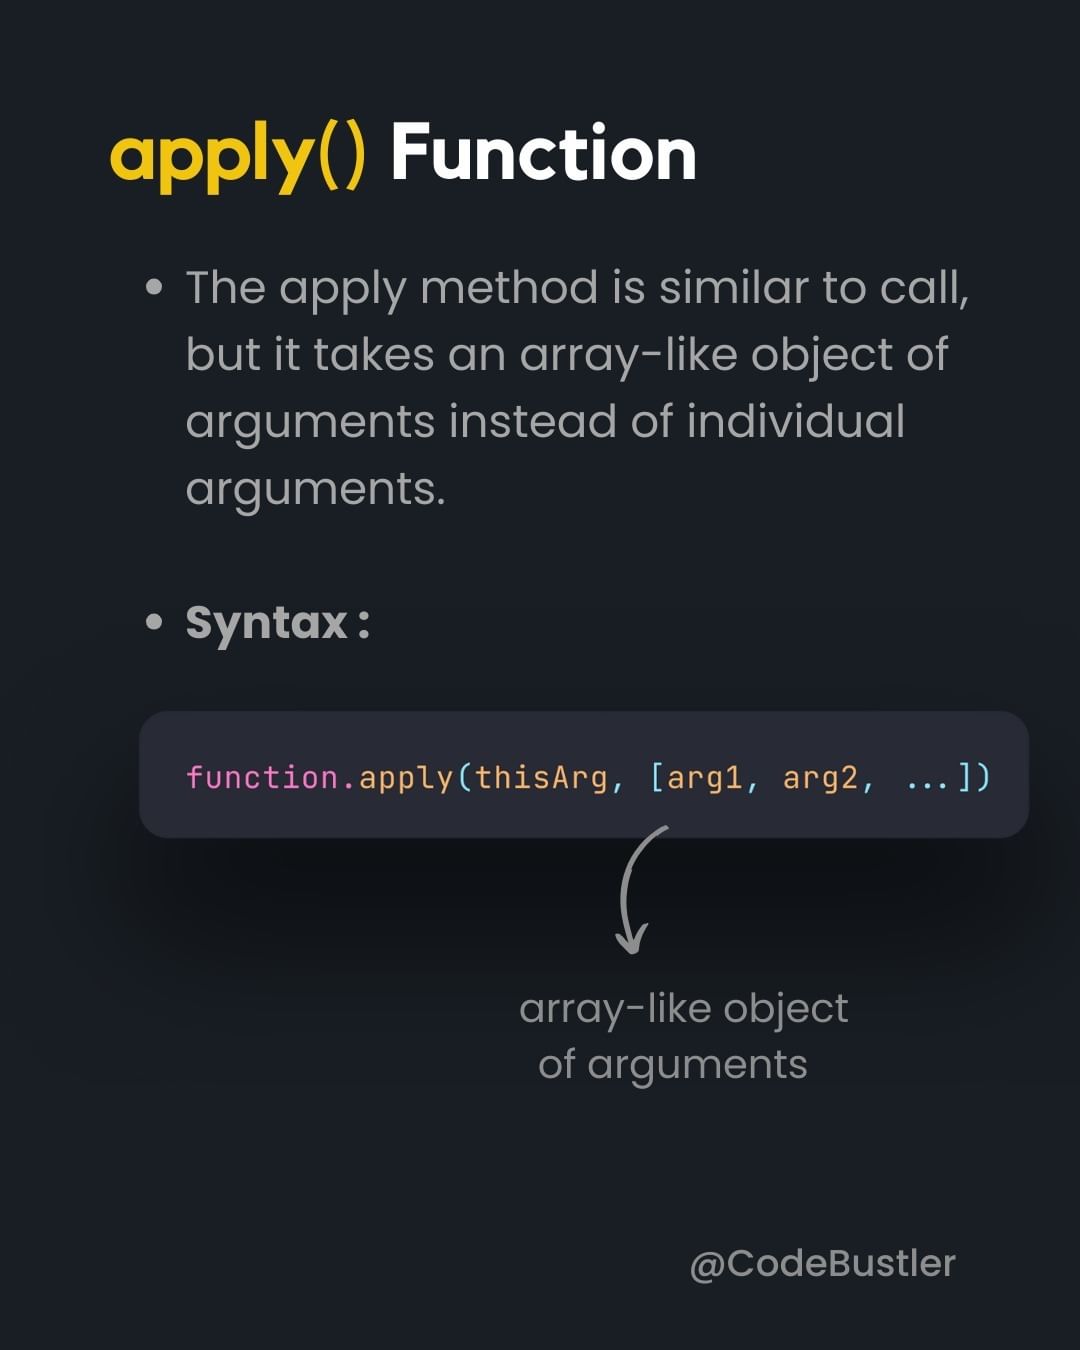 apply() Function
• The apply method is similar to call,
but it takes an array-like object of
arguments instead of individual
arguments.
• Syntax :
function.apply(thisArg, [arg1, arg2, ...])
array-like object
of arguments
@CodeBustler